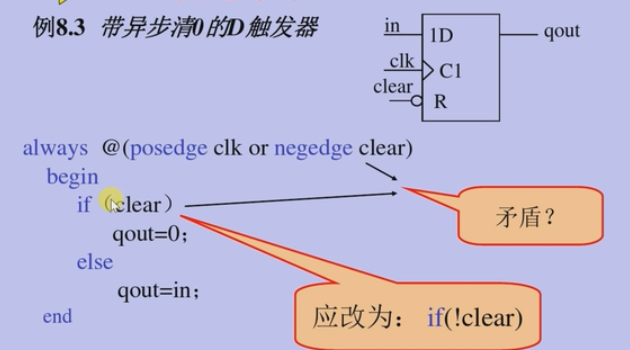 例8.3 带异步清0的D触发器
in
1D
qout
clk
C1
clear
R
always @(posedge clk or negedge clear)
begin
if（clear）
qout=0;
else
qout=in;
end
矛盾？
应改为： if(!clear)